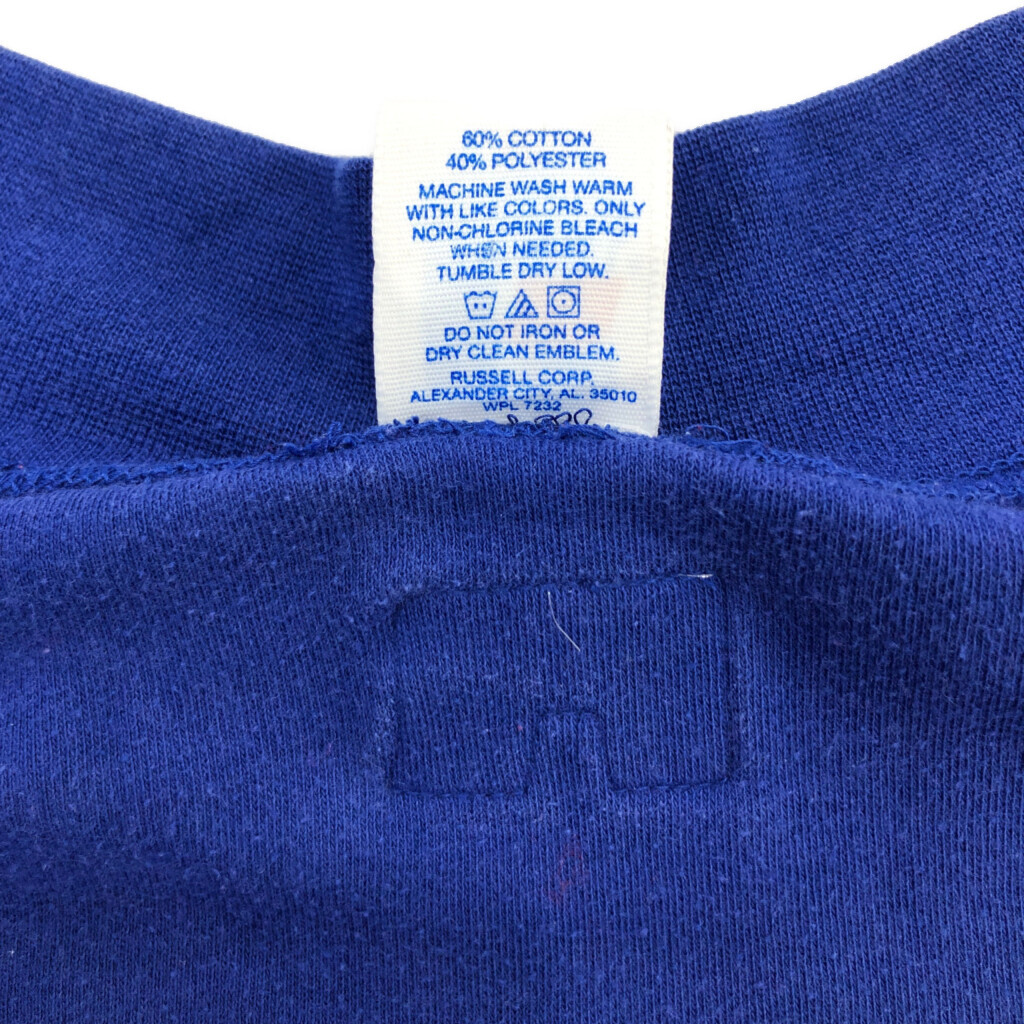 60% COTTON
40% POLYESTER
MACHINE WASH WARM
WITH LIKE COLORS. ONLY
NON-CHLORINE BLEACH
WHEN NEEDED.
TUMBLE DRY LOW.
DO NOT IRON OR
DRY CLEAN EMBLEM.
RUSSELL CORP.
ALEXANDER CITY, AL. 35010
WPL 7232